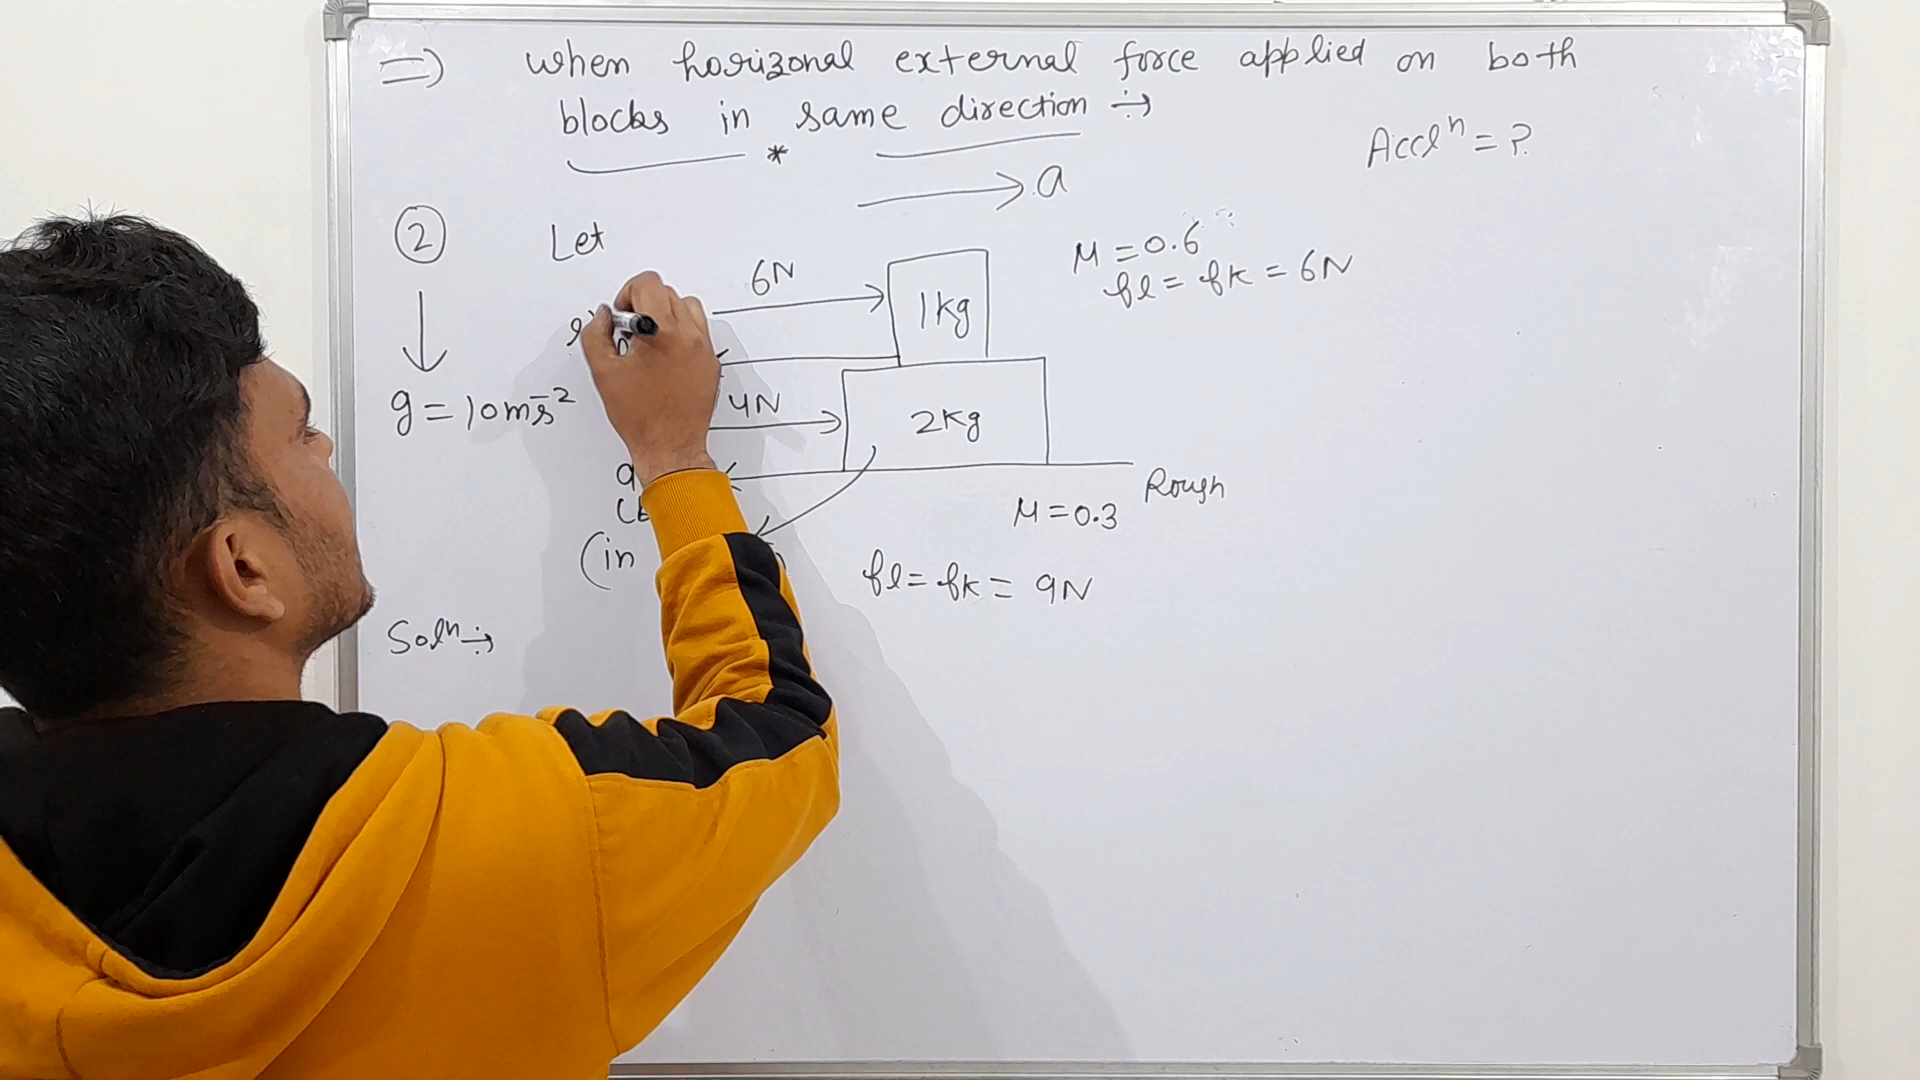 => when horizonal external force applied on both
blocks in same direction ÷>
*
Acclⁿ = ?
a
2
Let
6N
1kg
μ = 0.6
fl = fk = 6N
g = 10ms⁻²
4N
2kg
Rough
μ = 0.3
(in
fl = fk = 9N
Solⁿ ÷>